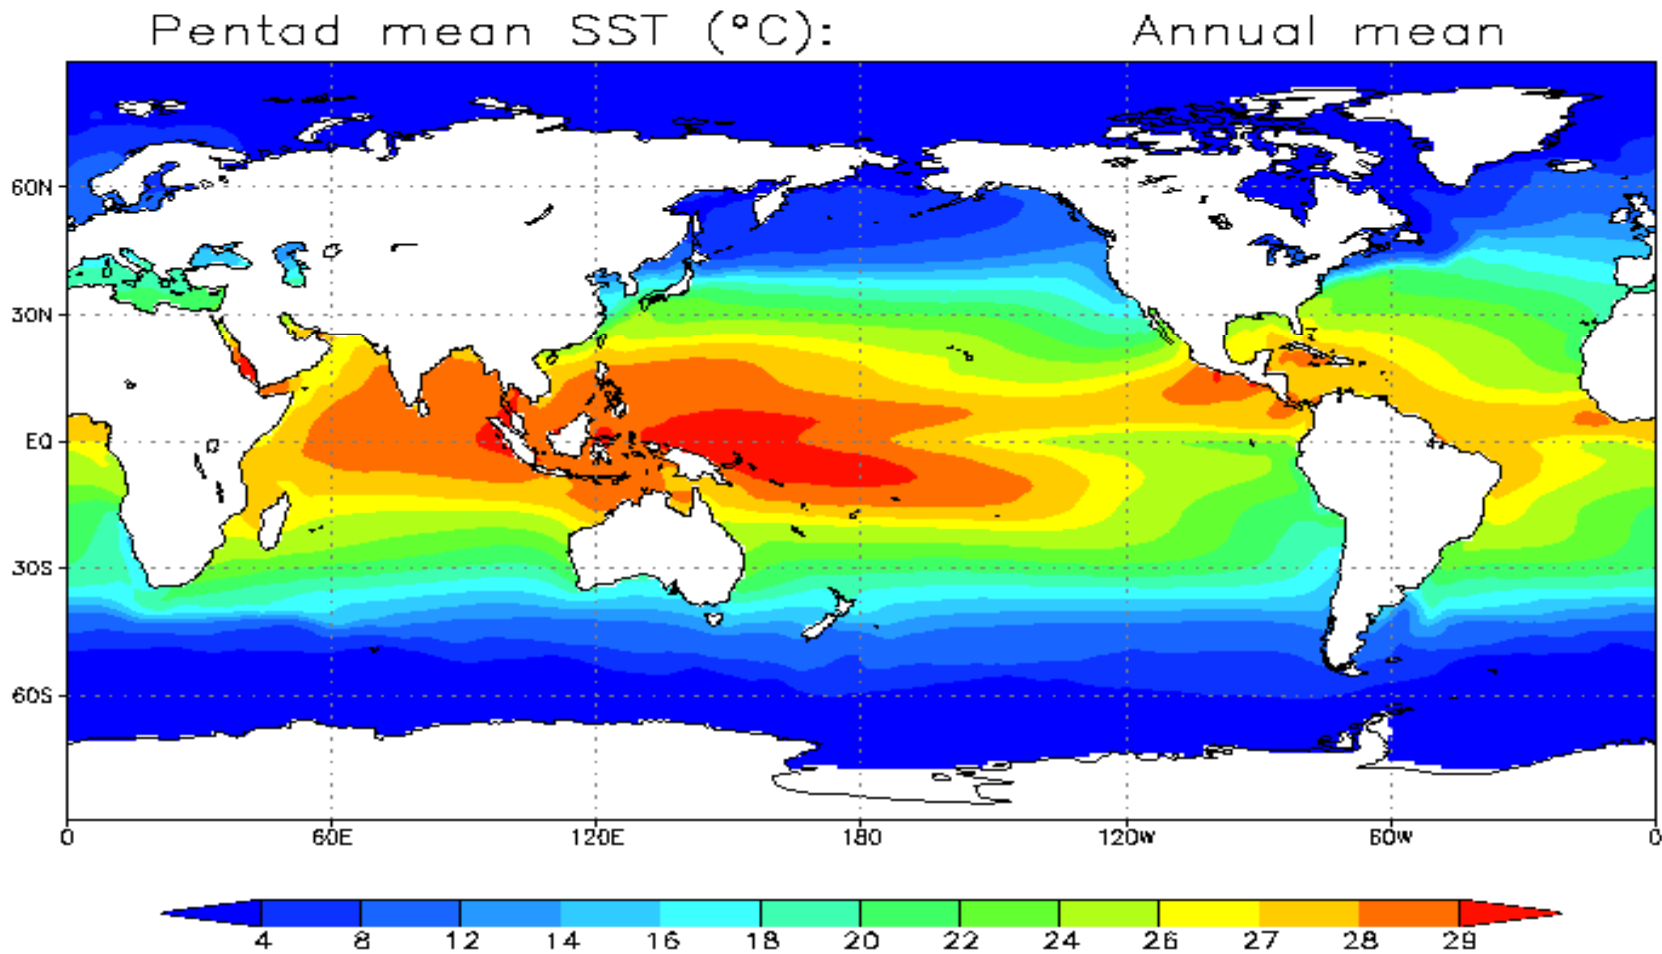 Pentad mean SST (°C): Annual mean
60N
30N
EQ
30S
60S
0 60E 120E 180 120W 60W 0
4 8 12 14 16 18 20 22 24 26 27 28 29